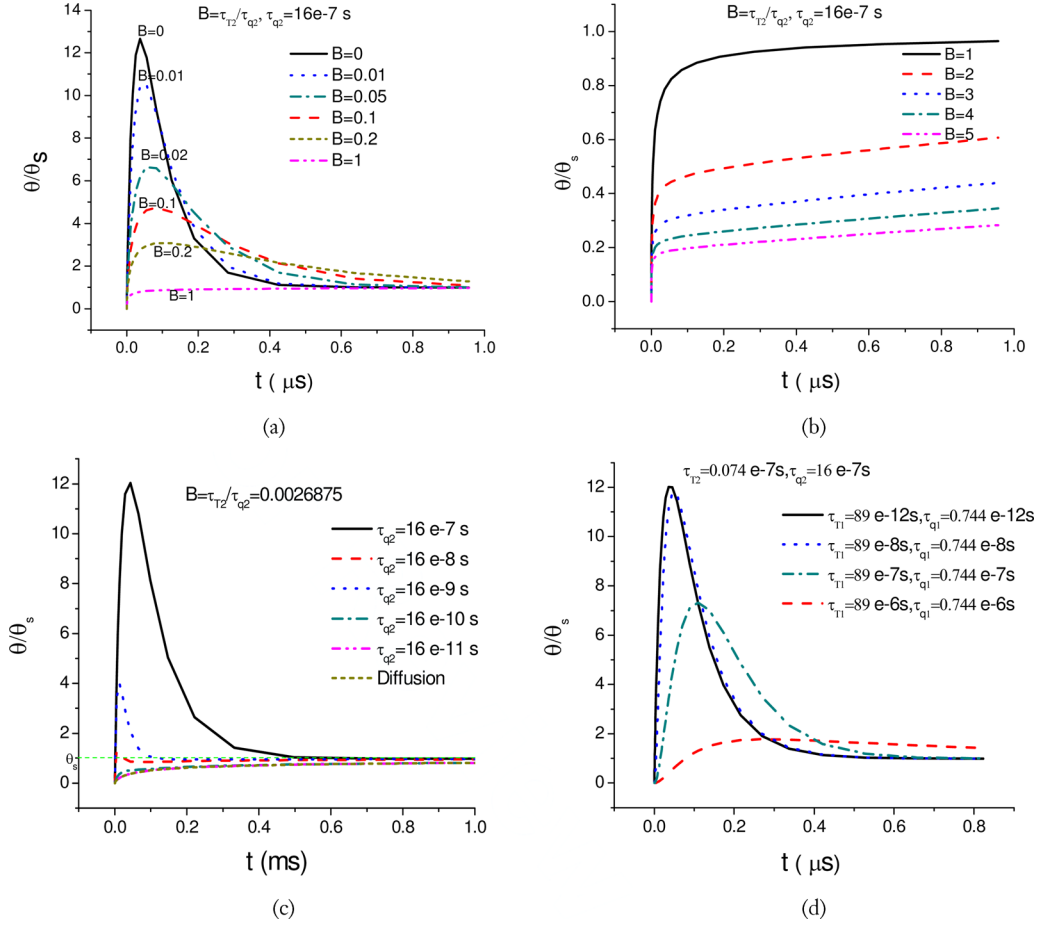 B=τT2/τq2, τq2=16e-7 s
B=0
B=0.01
B=0.02
B=0.1
B=0.2
B=1
B=0
B=0.01
B=0.05
B=0.1
B=0.2
B=1
14
12
10
8
6
4
2
0
θ/θs
0.0 0.2 0.4 0.6 0.8 1.0
t ( μs)
(a)
B=τT2/τq2, τq2=16e-7 s
B=1
B=2
B=3
B=4
B=5
1.0
0.8
0.6
0.4
0.2
0.0
θ/θs
0.0 0.2 0.4 0.6 0.8 1.0
t ( μs)
(b)
B=τT2/τq2=0.0026875
τq2=16 e-7 s
τq2=16 e-8 s
τq2=16 e-9 s
τq2=16 e-10 s
τq2=16 e-11 s
Diffusion
12
10
8
6
4
2
θs
0
θ/θs
0.0 0.2 0.4 0.6 0.8 1.0
t (ms)
(c)
τT2=0.074 e-7s,τq2=16 e-7s
τT1=89 e-12s,τq1=0.744 e-12s
τT1=89 e-8s,τq1=0.744 e-8s
τT1=89 e-7s,τq1=0.744 e-7s
τT1=89 e-6s,τq1=0.744 e-6s
12
10
8
6
4
2
0
θ/θs
0.0 0.2 0.4 0.6 0.8
t ( μs)
(d)